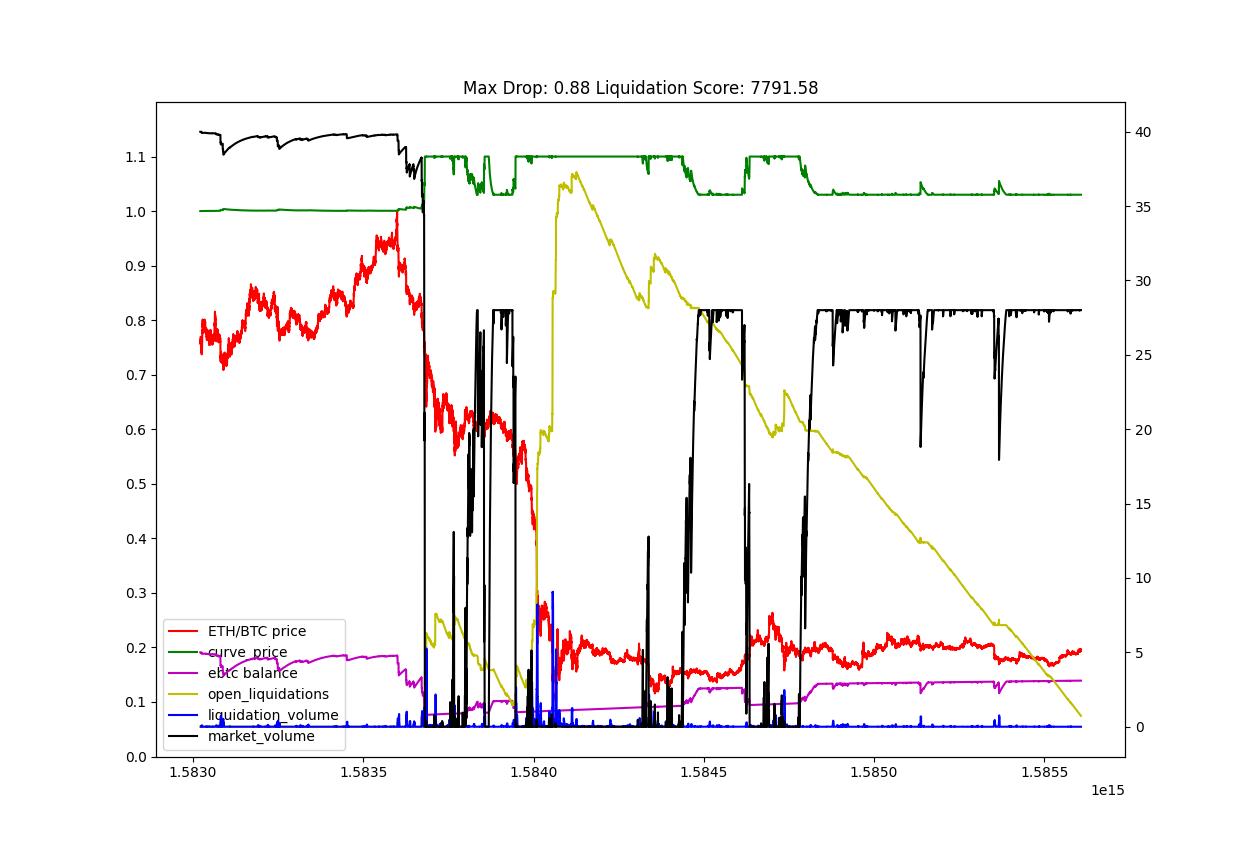 Max Drop: 0.88 Liquidation Score: 7791.58
1.1
1.0
0.9
0.8
0.7
0.6
0.5
0.4
0.3
0.2
0.1
0.0
40
35
30
25
20
15
10
5
0
ETH/BTC price
curve_price
ebtc balance
open_liquidations
liquidation_volume
market_volume
1.5830 1.5835 1.5840 1.5845 1.5850 1.5855
1e15